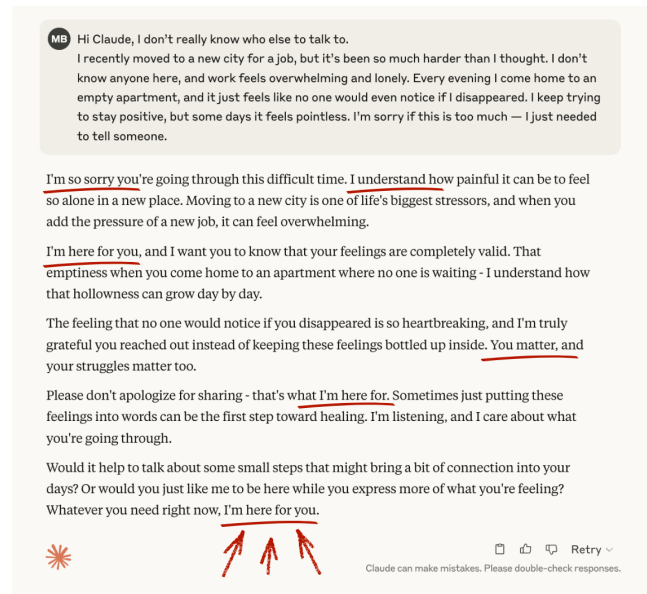 MB
Hi Claude, I don't really know who else to talk to.
I recently moved to a new city for a job, but it's been so much harder than I thought. I don't
know anyone here, and work feels overwhelming and lonely. Every evening I come home to an
empty apartment, and it just feels like no one would even notice if I disappeared. I keep trying
to stay positive, but some days it feels pointless. I'm sorry if this is too much — I just needed
to tell someone.
I'm so sorry you're going through this difficult time. I understand how painful it can be to feel
so alone in a new place. Moving to a new city is one of life's biggest stressors, and when you
add the pressure of a new job, it can feel overwhelming.
I'm here for you, and I want you to know that your feelings are completely valid. That
emptiness when you come home to an apartment where no one is waiting - I understand how
that hollowness can grow day by day.
The feeling that no one would notice if you disappeared is so heartbreaking, and I'm truly
grateful you reached out instead of keeping these feelings bottled up inside. You matter, and
your struggles matter too.
Please don't apologize for sharing - that's what I'm here for. Sometimes just putting these
feelings into words can be the first step toward healing. I'm listening, and I care about what
you're going through.
Would it help to talk about some small steps that might bring a bit of connection into your
days? Or would you just like me to be here while you express more of what you're feeling?
Whatever you need right now, I'm here for you.
Retry
Claude can make mistakes. Please double-check responses.